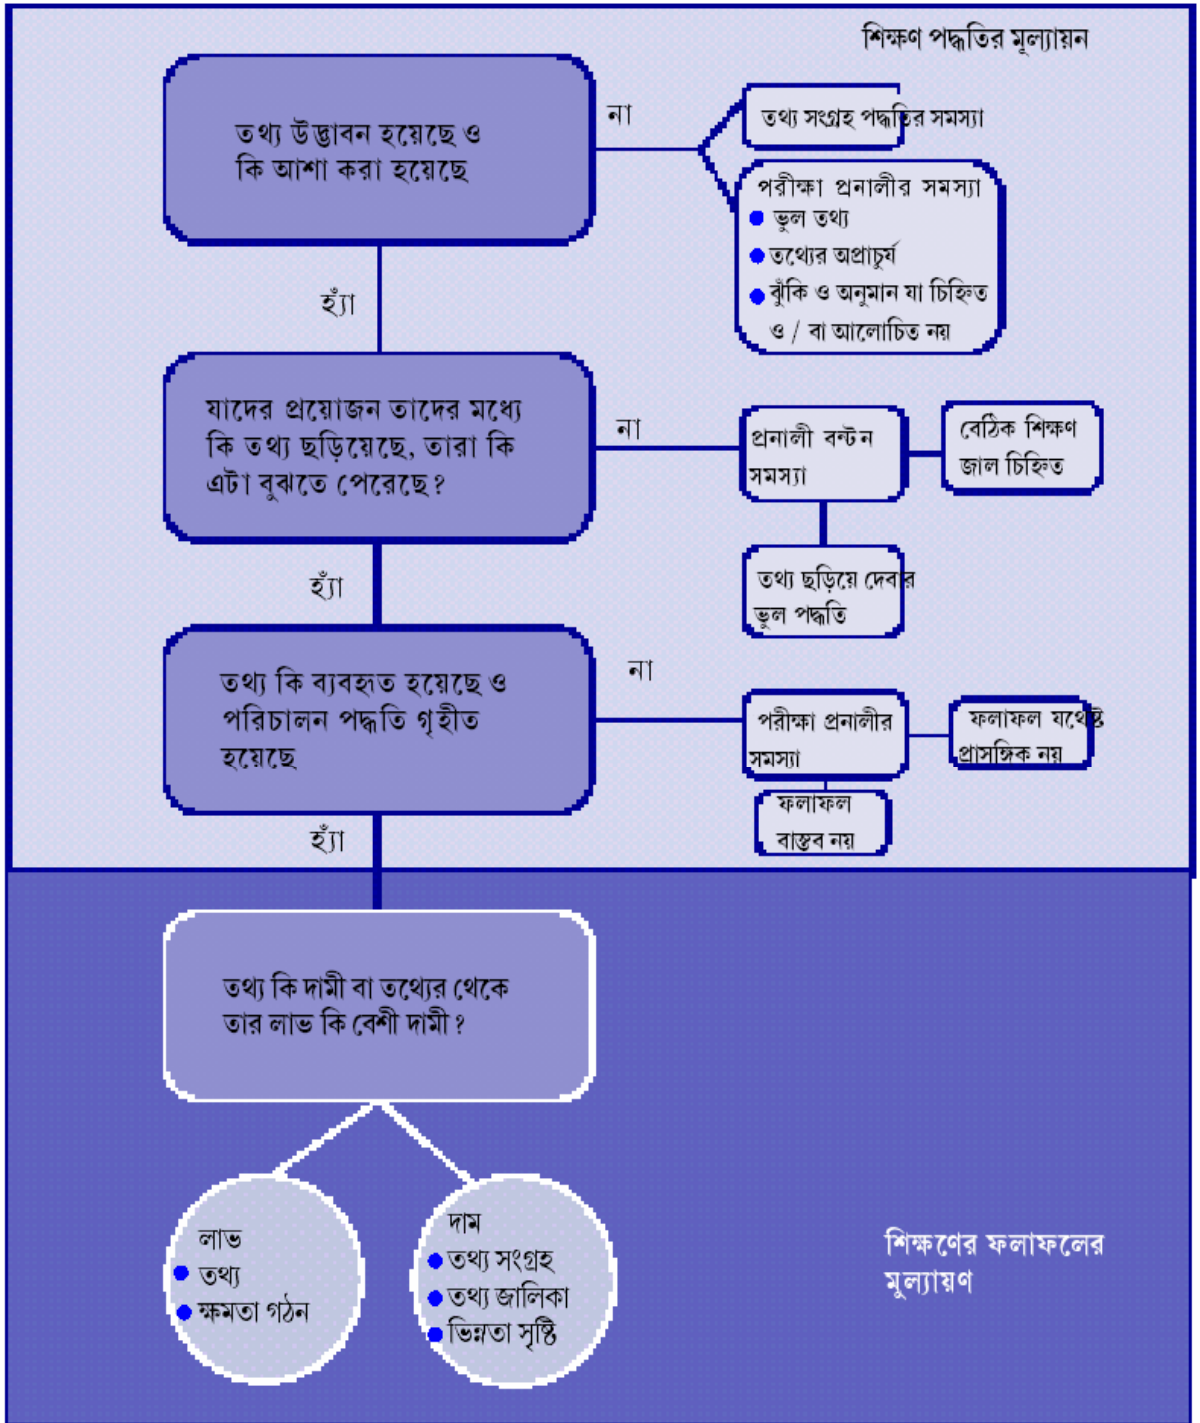 শিক্ষণ পদ্ধতির মূল্যায়ন
তথ্য উদ্ভাবন হয়েছে ও
কি আশা করা হয়েছে
না
তথ্য সংগ্রহ পদ্ধতির সমস্যা
পরীক্ষা প্রনালীর সমস্যা
ভুল তথ্য
তথ্যের অপ্রাচুর্য
ঝুঁকি ও অনুমান যা চিহ্নিত
ও / বা আলোচিত নয়
হ্যাঁ
যাদের প্রয়োজন তাদের মধ্যে
কি তথ্য ছড়িয়েছে, তারা কি
এটা বুঝতে পেরেছে?
না
প্রনালী বন্টন
সমস্যা
বেঠিক শিক্ষণ
জাল চিহ্নিত
তথ্য ছড়িয়ে দেবার
ভুল পদ্ধতি
হ্যাঁ
তথ্য কি ব্যবহৃত হয়েছে ও
পরিচালন পদ্ধতি গৃহীত
হয়েছে
না
পরীক্ষা প্রনালীর
সমস্যা
ফলাফল যথেষ্ট
প্রাসঙ্গিক নয়
ফলাফল
বাস্তব নয়
হ্যাঁ
তথ্য কি দামী বা তথ্যের থেকে
তার লাভ কি বেশী দামী?
লাভ
তথ্য
ক্ষমতা গঠন
দাম
তথ্য সংগ্রহ
তথ্য জালিকা
ভিন্নতা সৃষ্টি
শিক্ষণের ফলাফলের
মুল্যায়ণ